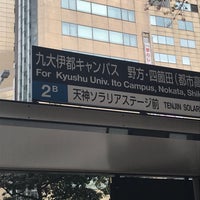 九大伊都キャンパス 野方・四箇田(都市高
For Kyushu Univ. Ito Campus, Nokata, Shik
2B 天神ソラリアステージ前 TENJIN SOLAR